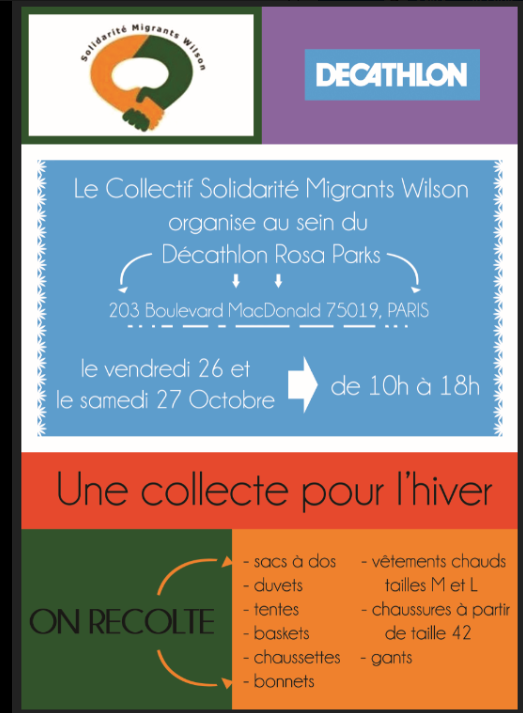 Solidarité Migrants Wilson
DECATHLON
Le Collectif Solidarité Migrants Wilson
organise au sein du
Décathlon Rosa Parks
203 Boulevard MacDonald 75019, PARIS
le vendredi 26 et
le samedi 27 Octobre
de 10h à 18h
Une collecte pour l'hiver
ON RECOLTE
- sacs à dos
- duvets
- tentes
- baskets
- chaussettes
- bonnets
- vêtements chauds
tailles M et L
- chaussures à partir
de taille 42
- gants